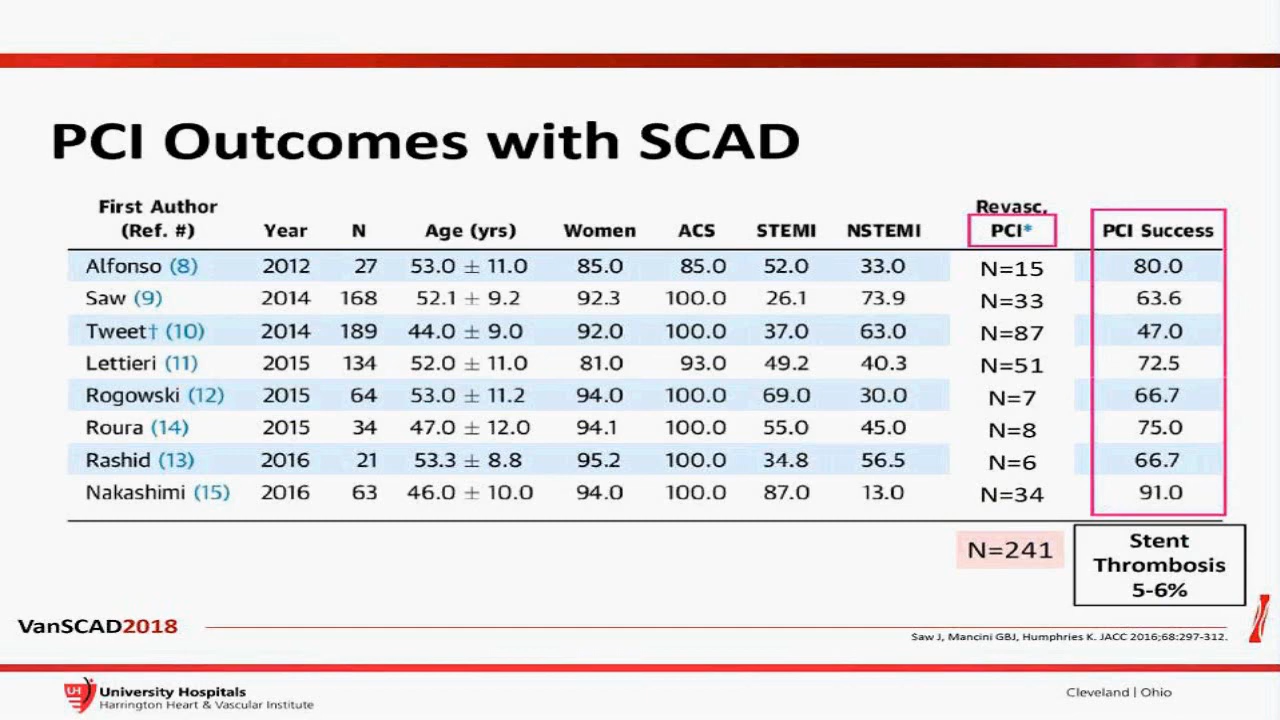 PCI Outcomes with SCAD
First Author (Ref. #) Year N Age (yrs) Women ACS STEMI NSTEMI Revasc, PCI* PCI Success
Alfonso (8) 2012 27 53.0 ± 11.0 85.0 85.0 52.0 33.0 N=15 80.0
Saw (9) 2014 168 52.1 ± 9.2 92.3 100.0 26.1 73.9 N=33 63.6
Tweet† (10) 2014 189 44.0 ± 9.0 92.0 100.0 37.0 63.0 N=87 47.0
Lettieri (11) 2015 134 52.0 ± 11.0 81.0 93.0 49.2 40.3 N=51 72.5
Rogowski (12) 2015 64 53.0 ± 11.2 94.0 100.0 69.0 30.0 N=7 66.7
Roura (14) 2015 34 47.0 ± 12.0 94.1 100.0 55.0 45.0 N=8 75.0
Rashid (13) 2016 21 53.3 ± 8.8 95.2 100.0 34.8 56.5 N=6 66.7
Nakashimi (15) 2016 63 46.0 ± 10.0 94.0 100.0 87.0 13.0 N=34 91.0
N=241
Stent
Thrombosis
5-6%
VanSCAD2018
Saw J, Mancini GBJ, Humphries K. JACC 2016;68:297-312.
UH University Hospitals
Harrington Heart & Vascular Institute
Cleveland | Ohio